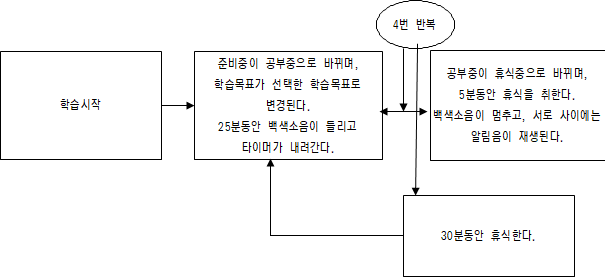 4번 반복
학습시작
준비중이 공부중으로 바뀌며,
학습목표가 선택한 학습목표로
변경된다.
25분동안 백색소음이 들리고
타이머가 내려간다.
공부중이 휴식중으로 바뀌며,
5분동안 휴식을 취한다.
백색소음이 멈추고, 서로 사이에는
알림음이 재생된다.
30분동안 휴식한다.